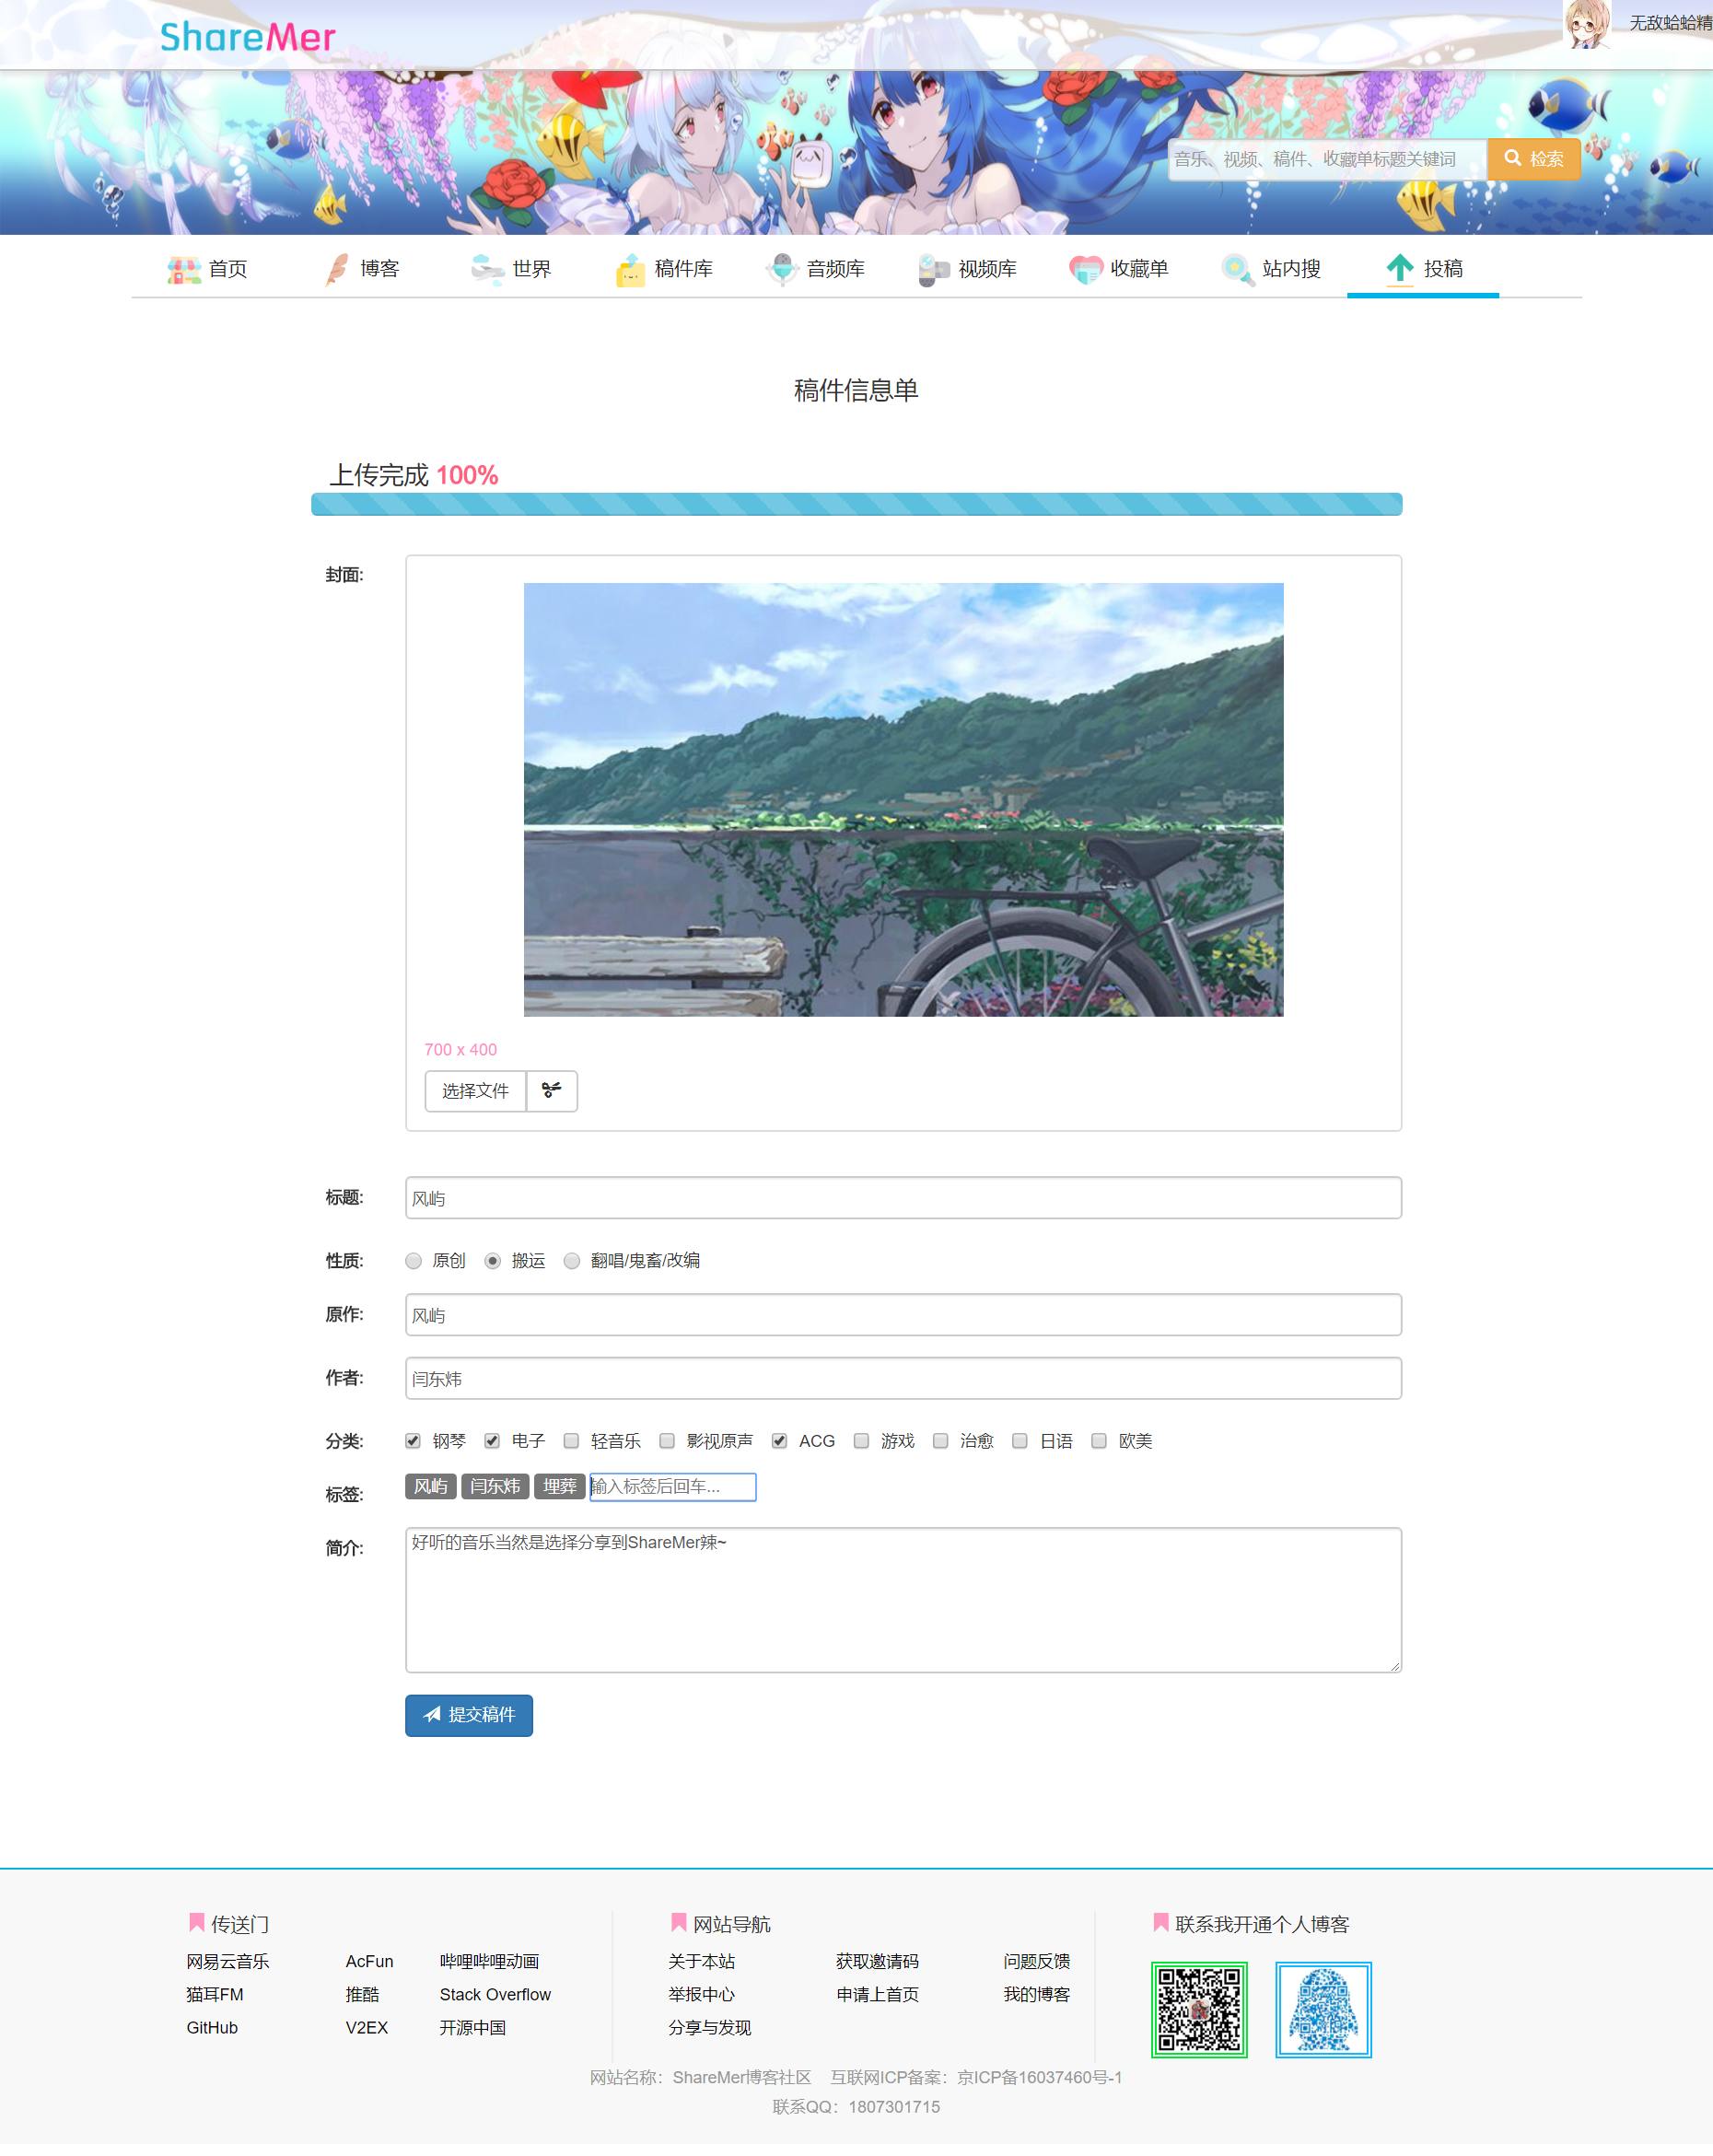 ShareMer
无敌蛤蛤精
音乐、视频、稿件、收藏单标题关键词 检索
首页 博客 世界 稿件库 音频库 视频库 收藏单 站内搜 投稿
稿件信息单
上传完成 100%
封面:
700 x 400
选择文件
标题: 风屿
性质: 原创 搬运 翻唱/鬼畜/改编
原作: 风屿
作者: 闫东炜
分类: 钢琴 电子 轻音乐 影视原声 ACG 游戏 治愈 日语 欧美
标签: 风屿 闫东炜 埋葬 输入标签后回车...
简介: 好听的音乐当然是选择分享到ShareMer辣~
提交稿件
传送门
网易云音乐 AcFun 哔哩哔哩动画
猫耳FM 推酷 Stack Overflow
GitHub V2EX 开源中国
网站导航
关于本站 获取邀请码 问题反馈
举报中心 申请上首页 我的博客
分享与发现
联系我开通个人博客
网站名称：ShareMer博客社区 互联网ICP备案：京ICP备16037460号-1
联系QQ：1807301715